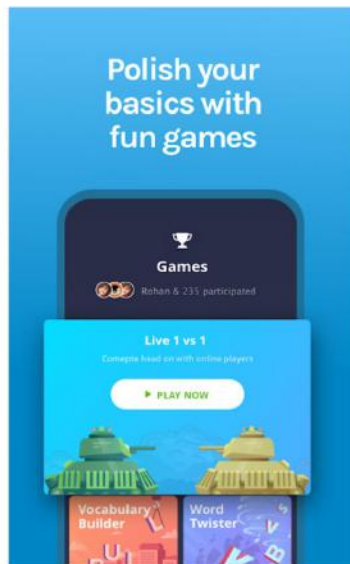 Polish your
basics with
fun games
Games
Rohan & 235 participated
Live 1 vs 1
Comepte head on with online players
PLAY NOW
Vocabulary
Builder
Word
Twister